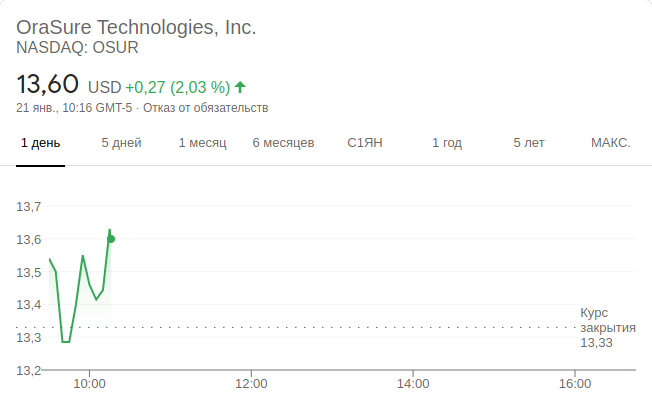 OraSure Technologies, Inc.
NASDAQ: OSUR
13,60 USD +0,27 (2,03 %)
21 янв., 10:16 GMT-5 · Отказ от обязательств
1 день 5 дней 1 месяц 6 месяцев С1ЯН 1 год 5 лет МАКС.
13,7
13,6
13,5
13,4
13,3
13,2
Курс
закрытия
13,33
10:00 12:00 14:00 16:00